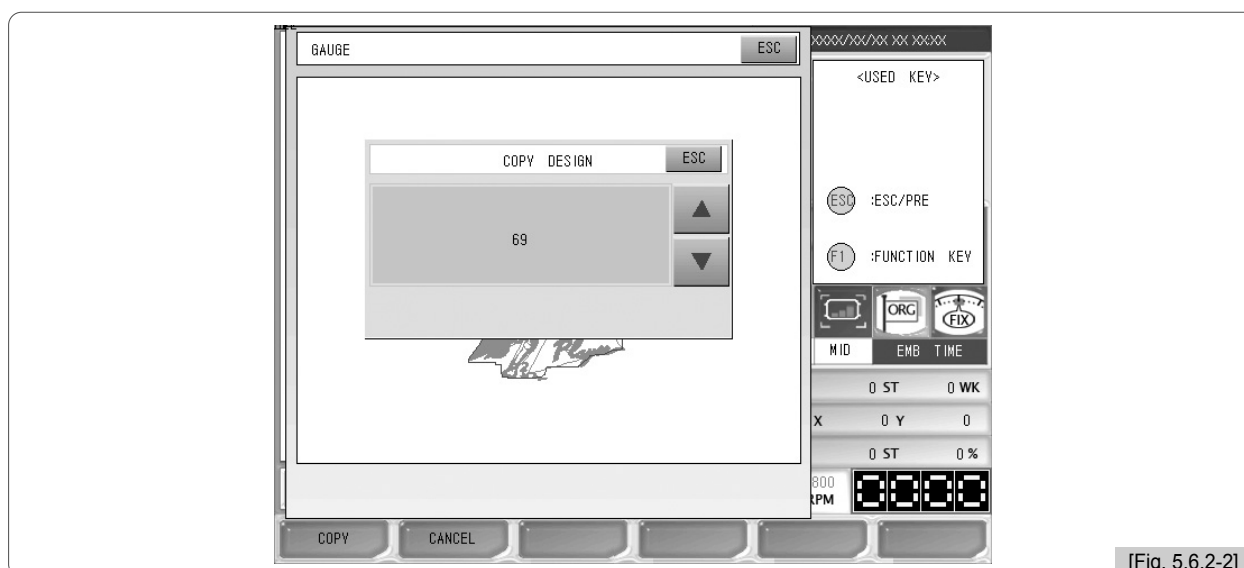 GAUGE
ESC
XXXX/XX/XX XX XX:XX
<USED KEY>
COPY DESIGN
ESC
69
ESC :ESC/PRE
F1 :FUNCTION KEY
ORG
FIX
MID
EMB TIME
0 ST 0 WK
X 0 Y 0
0 ST 0 %
800
RPM
COPY
CANCEL
[Fig. 5.6.2-2]